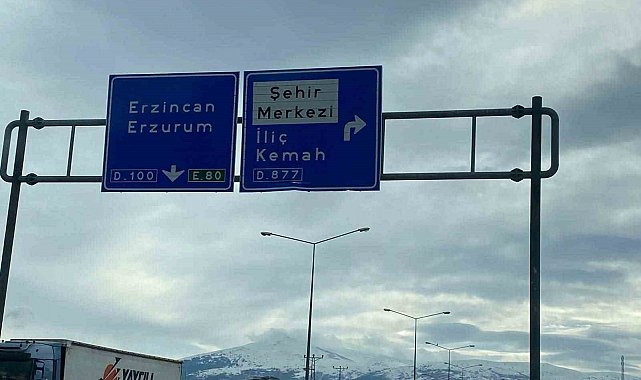 Erzincan
Erzurum
D.100 E.80
Şehir
Merkezi
İliç
Kemah
D.877